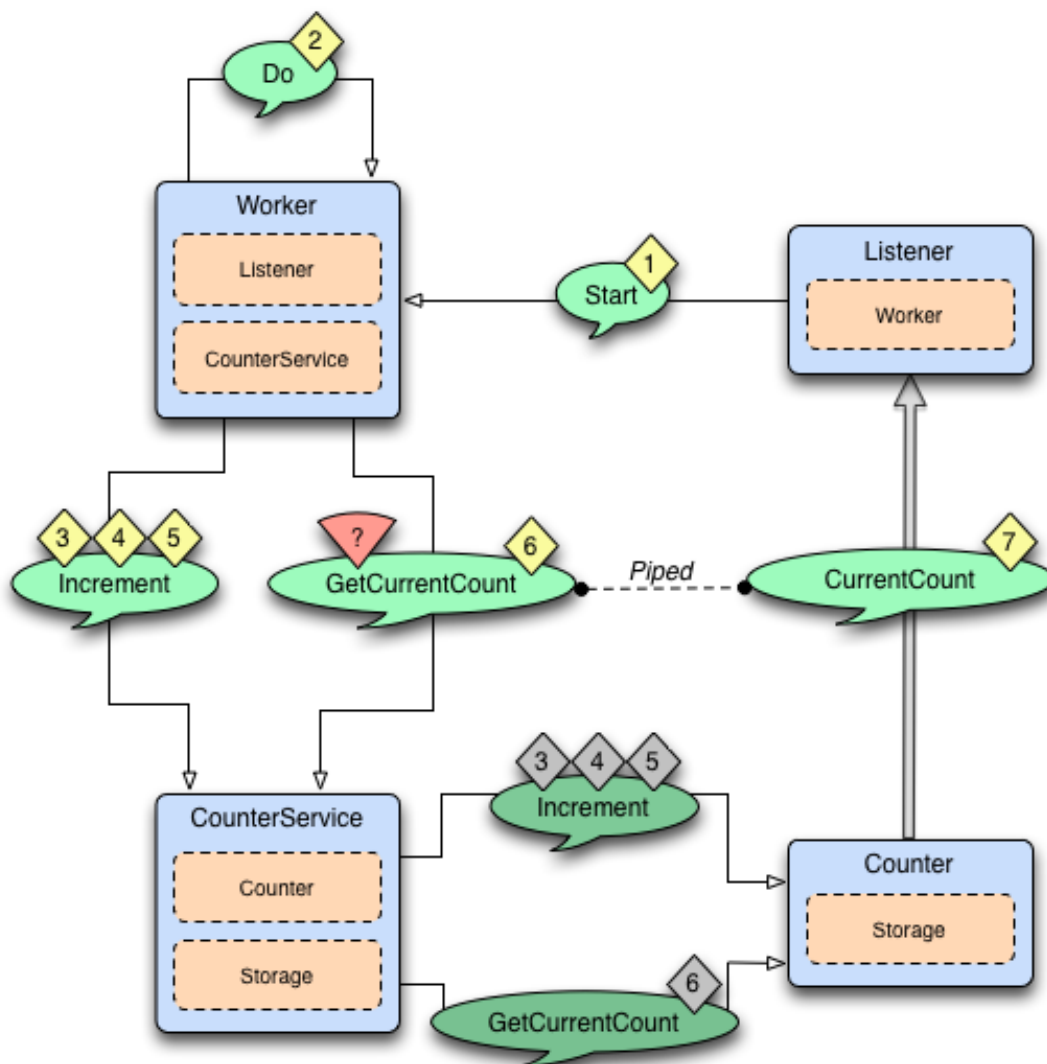 2
Do
Worker
Listener
CounterService
1
Start
Listener
Worker
3 4 5
Increment
?
6
GetCurrentCount
Piped
7
CurrentCount
CounterService
Counter
Storage
3 4 5
Increment
6
GetCurrentCount
Counter
Storage